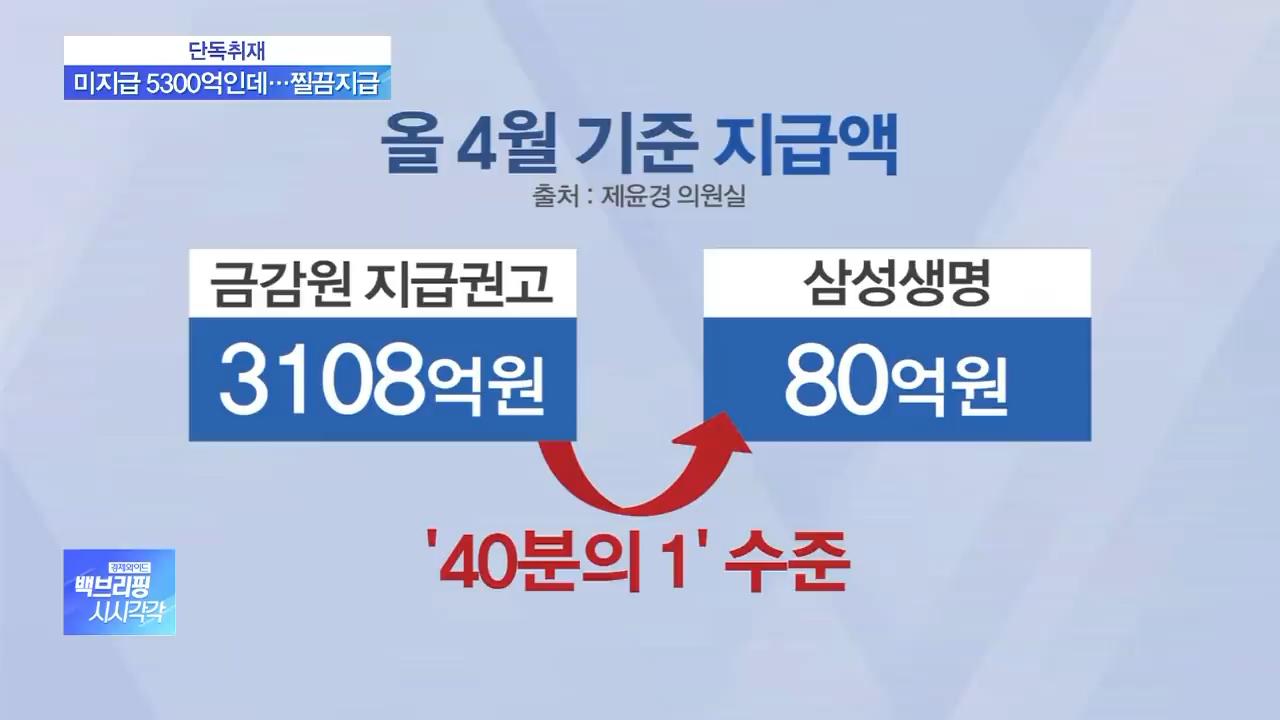 단독취재
미지급 5300억인데…찔끔지급
올 4월 기준 지급액
출처 : 제윤경 의원실
금감원 지급권고
3108억원
삼성생명
80억원
'40분의 1' 수준
경제와이드
백브리핑
시시각각